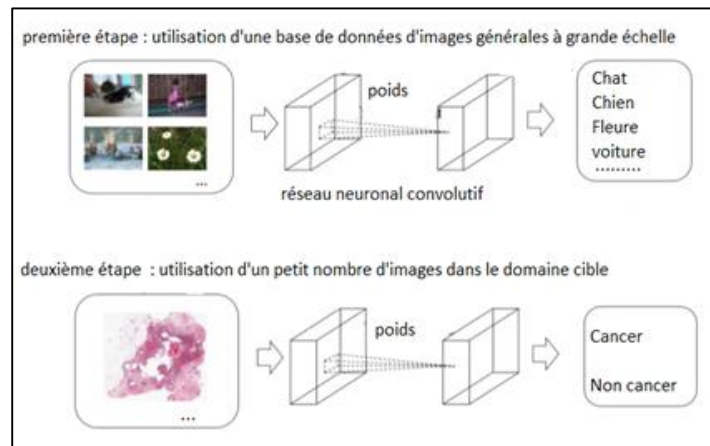 première étape : utilisation d'une base de données d'images générales à grande échelle
...
poids
réseau neuronal convolutif
Chat
Chien
Fleure
voiture
.........
deuxième étape : utilisation d'un petit nombre d'images dans le domaine cible
...
poids
Cancer
Non cancer